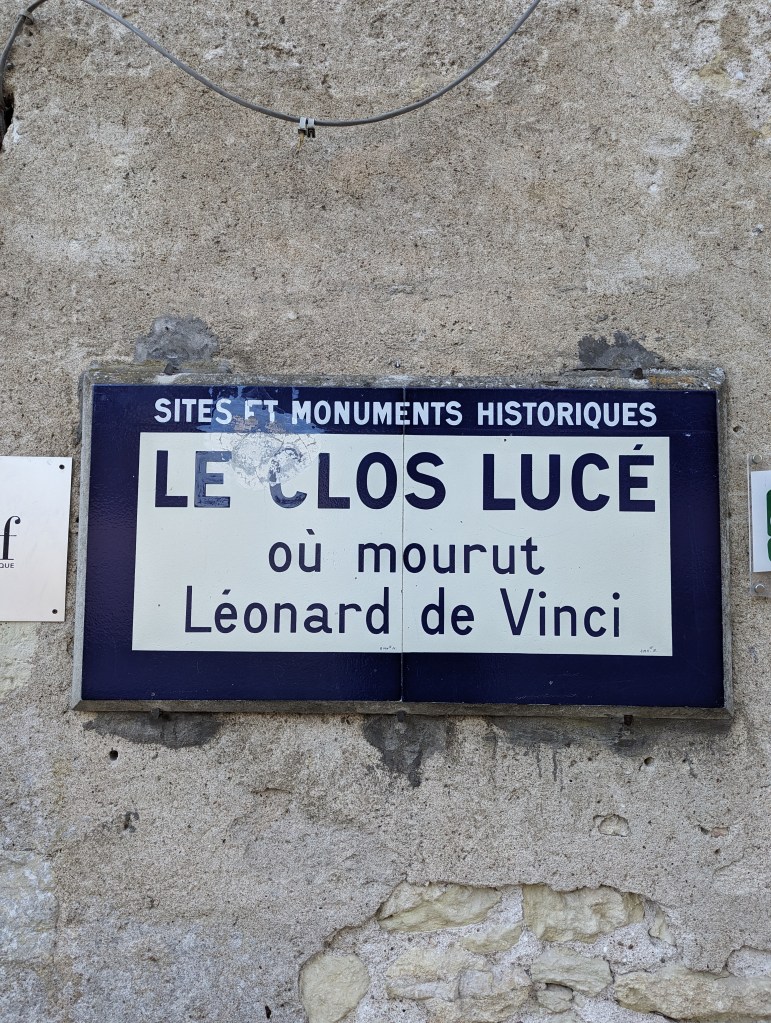 SITES ET MONUMENTS HISTORIQUES
LE CLOS LUCÉ
où mourut
Léonard de Vinci